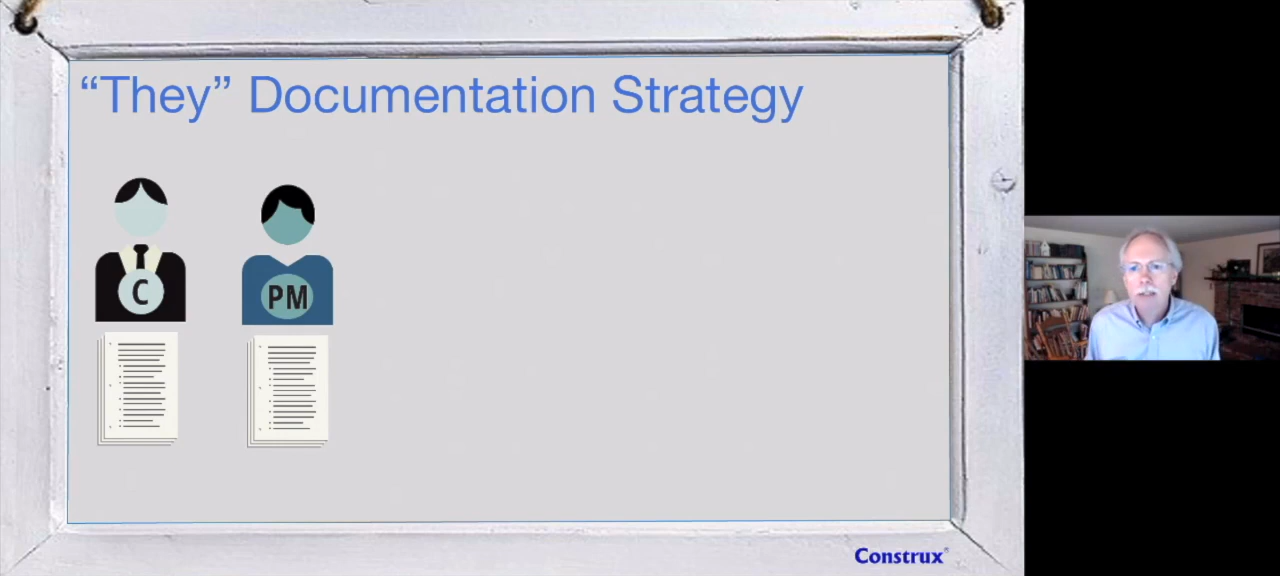 “They” Documentation Strategy
C
PM
Construx